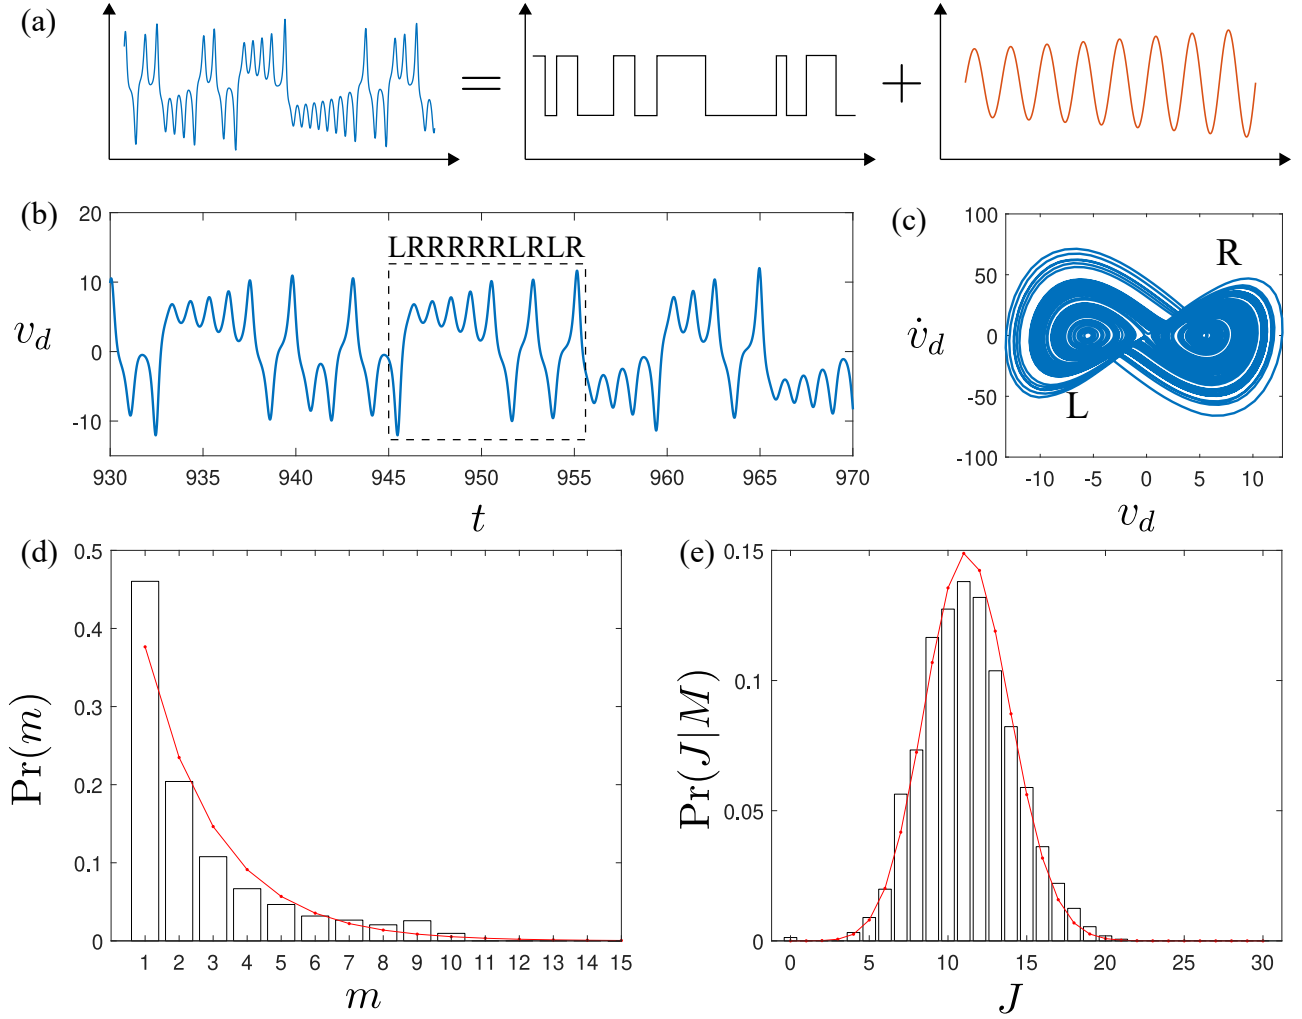 (a)
=
+
(b)
20
10
0
-10
v_d
LRRRRRRLRLR
930 935 940 945 950 955 960 965 970
t
(c)
100
50
0
-50
-100
v̇_d
R
L
-10 -5 0 5 10
v_d
(d)
0.5
0.4
0.3
0.2
0.1
0
Pr(m)
1 2 3 4 5 6 7 8 9 10 11 12 13 14 15
m
(e)
0.15
0.1
0.05
0
Pr(J|M)
0 5 10 15 20 25 30
J